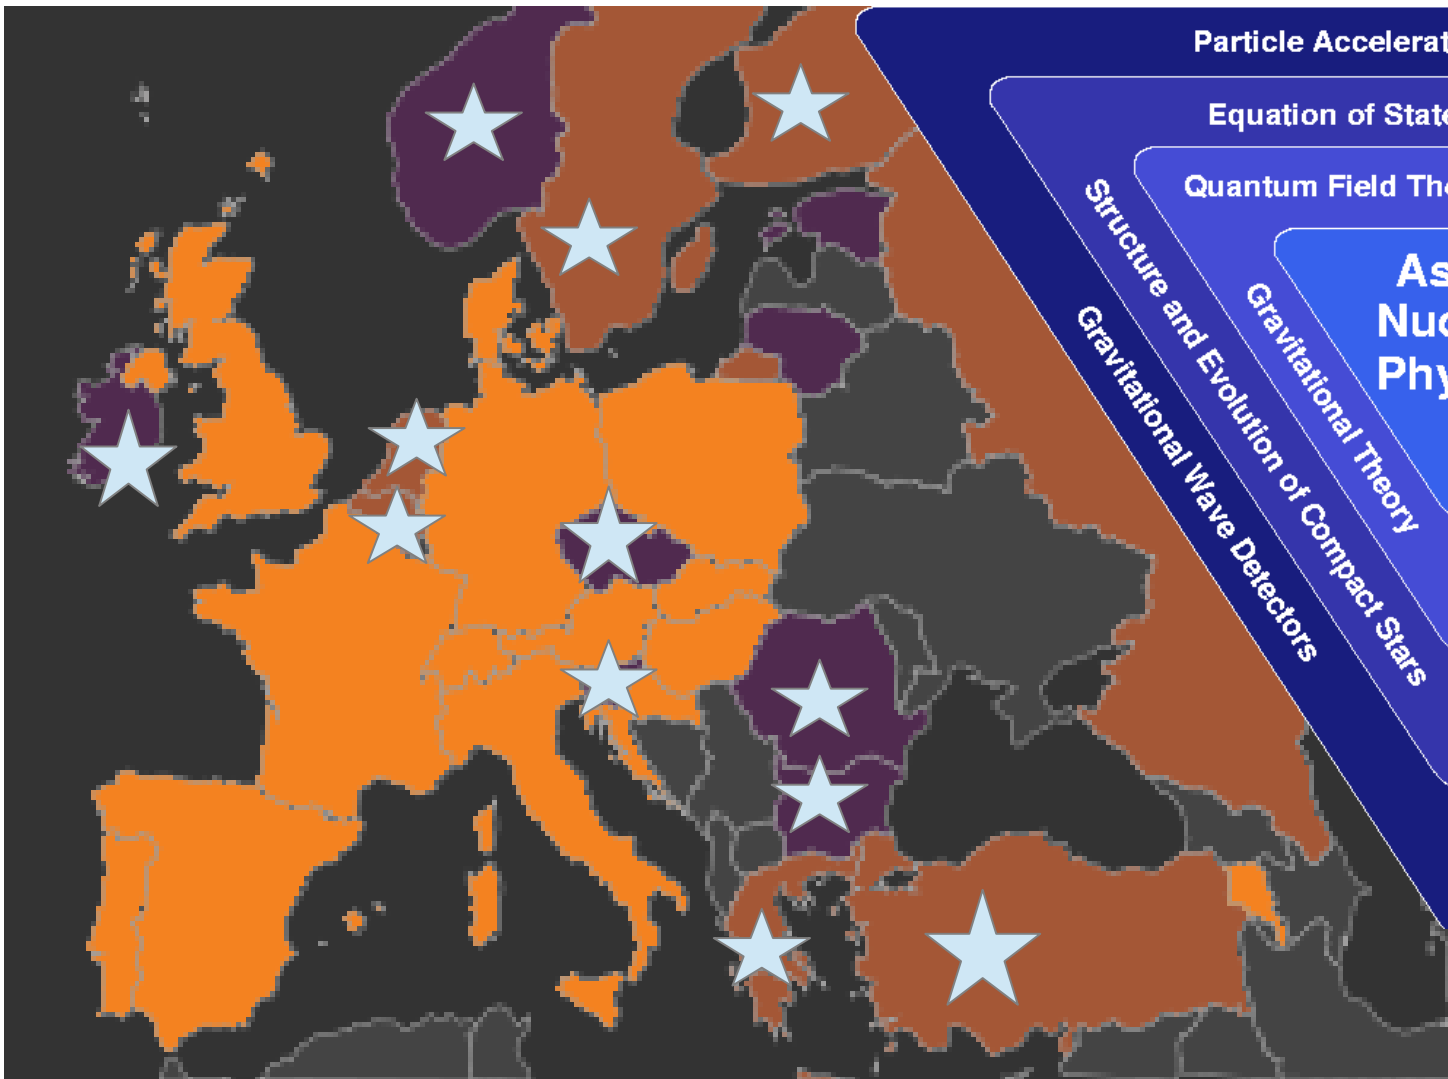 Particle Accelerat
Equation of State
Quantum Field The
As
Nuc
Phy
Gravitational Theory
Structure and Evolution of Compact Stars
Gravitational Wave Detectors